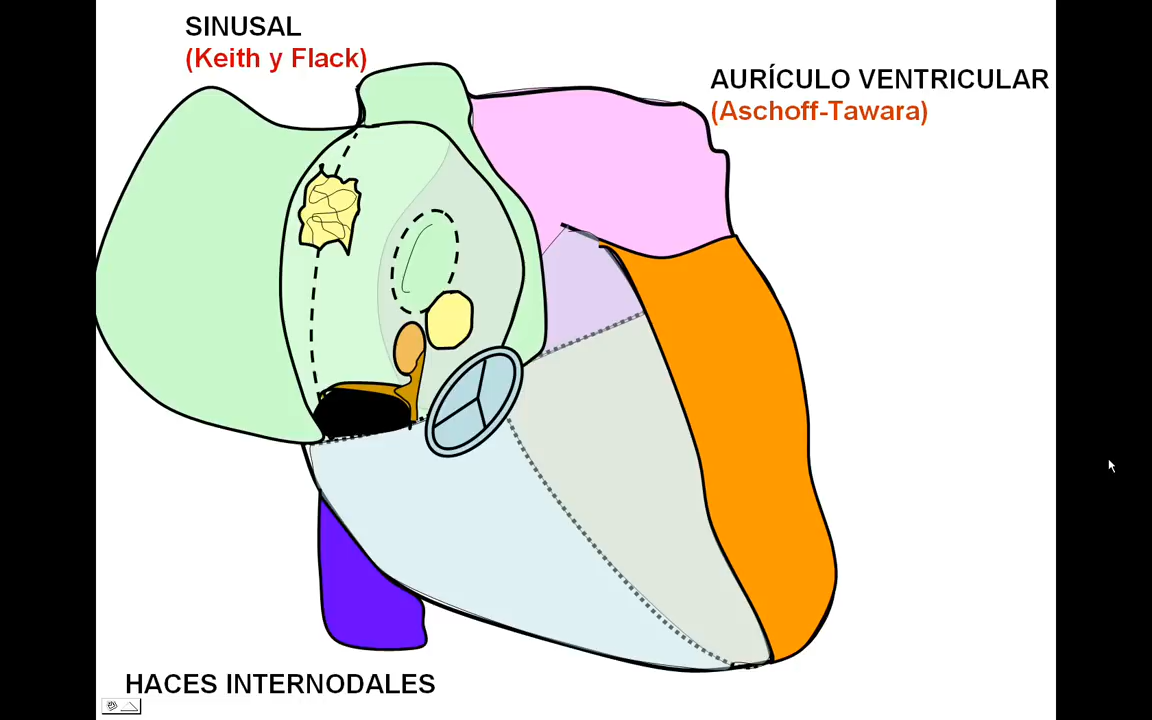 SINUSAL
(Keith y Flack)
AURÍCULO VENTRICULAR
(Aschoff-Tawara)
HACES INTERNODALES